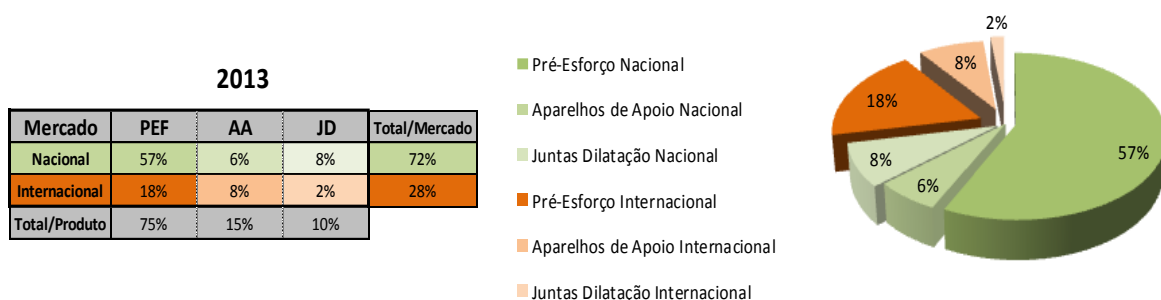 2013
Mercado PEF AA JD Total/Mercado
Nacional 57% 6% 8% 72%
Internacional 18% 8% 2% 28%
Total/Produto 75% 15% 10%
Pré-Esforço Nacional
Aparelhos de Apoio Nacional
Juntas Dilatação Nacional
Pré-Esforço Internacional
Aparelhos de Apoio Internacional
Juntas Dilatação Internacional
2%
8%
18%
57%
8%
6%